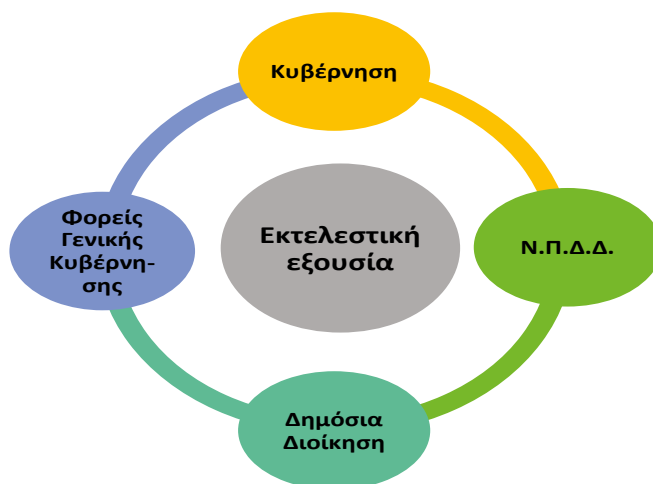 Κυβέρνηση
Φορείς
Γενικής
Κυβέρνη-
σης
Εκτελεστική
εξουσία
Ν.Π.Δ.Δ.
Δημόσια
Διοίκηση